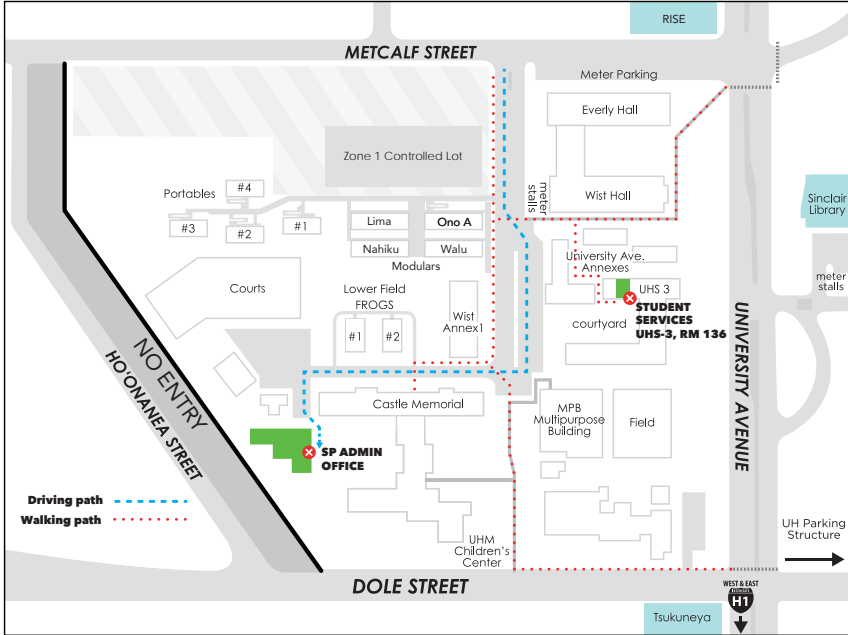 RISE
METCALF STREET
Meter Parking
Everly Hall
Zone 1 Controlled Lot
meter
stalls
Wist Hall
Sinclair
Library
Portables
#4
#3
#2
#1
Lima
Ono A
Nahiku
Walu
Modulars
University Ave.
Annexes
UHS 3
STUDENT
SERVICES
UHS-3, RM 136
courtyard
meter
stalls
Courts
Lower Field
FROGS
#1
#2
Wist
Annex1
NO ENTRY
HO'ONANEA STREET
UNIVERSITY AVENUE
Castle Memorial
MPB
Multipurpose
Building
Field
SP ADMIN
OFFICE
Driving path
Walking path
UHM
Children's
Center
UH Parking
Structure
DOLE STREET
WEST & EAST
INTERSTATE
H1
Tsukuneya